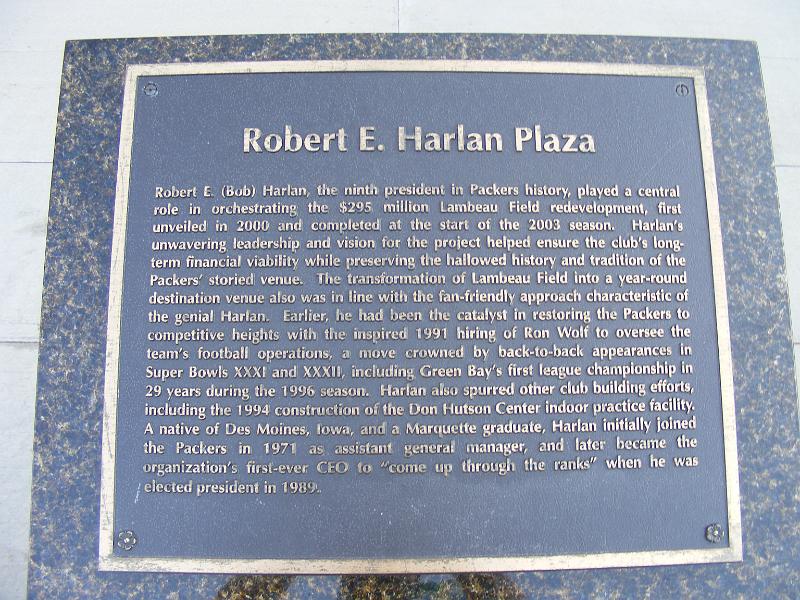 Robert E. Harlan Plaza
Robert E. (Bob) Harlan, the ninth president in Packers history, played a central
role in orchestrating the $295 million Lambeau Field redevelopment, first
unveiled in 2000 and completed at the start of the 2003 season. Harlan's
unwavering leadership and vision for the project helped ensure the club's long-
term financial viability while preserving the hallowed history and tradition of the
Packers' storied venue. The transformation of Lambeau Field into a year-round
destination venue also was in line with the fan-friendly approach characteristic of
the genial Harlan. Earlier, he had been the catalyst in restoring the Packers to
competitive heights with the inspired 1991 hiring of Ron Wolf to oversee the
team's football operations, a move crowned by back-to-back appearances in
Super Bowls XXXI and XXXII, including Green Bay's first league championship in
29 years during the 1996 season. Harlan also spurred other club building efforts,
including the 1994 construction of the Don Hutson Center indoor practice facility.
A native of Des Moines, Iowa, and a Marquette graduate, Harlan initially joined
the Packers in 1971 as assistant general manager, and later became the
organization's first-ever CEO to "come up through the ranks" when he was
elected president in 1989.